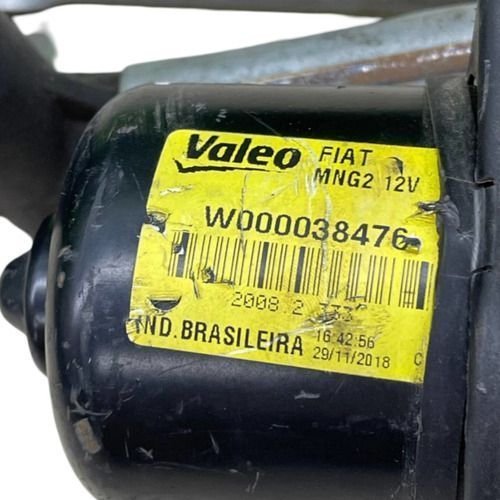 Valeo FIAT
MNG2 12V
W000038476
2008.2
IND. BRASILEIRA
16:42:56
29/11/2018 C